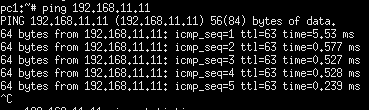 pc1:~# ping 192.168.11.11
PING 192.168.11.11 (192.168.11.11) 56(84) bytes of data.
64 bytes from 192.168.11.11: icmp_seq=1 ttl=63 time=5.53 ms
64 bytes from 192.168.11.11: icmp_seq=2 ttl=63 time=0.577 ms
64 bytes from 192.168.11.11: icmp_seq=3 ttl=63 time=0.527 ms
64 bytes from 192.168.11.11: icmp_seq=4 ttl=63 time=0.528 ms
64 bytes from 192.168.11.11: icmp_seq=5 ttl=63 time=0.239 ms
^C